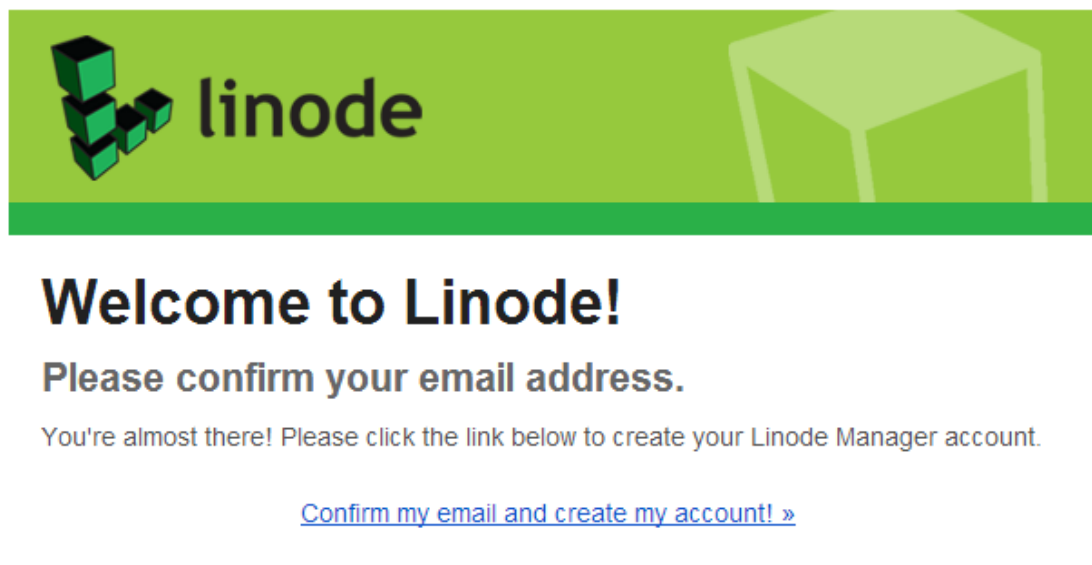 linode
Welcome to Linode!
Please confirm your email address.
You're almost there! Please click the link below to create your Linode Manager account.
Confirm my email and create my account! »